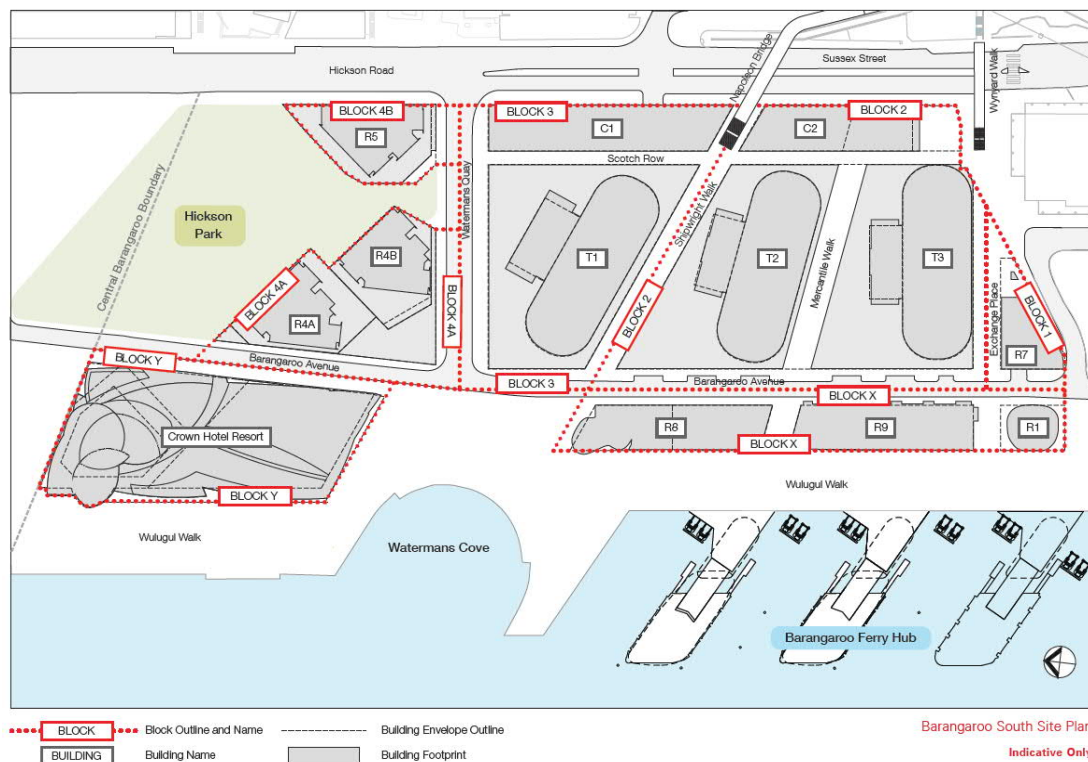 Hickson Road
Sussex Street
Napoleon Bridge
Wynyard Walk
BLOCK 4B
R5
BLOCK 3
C1
C2
BLOCK 2
Scotch Row
Central Barangaroo Boundary
Hickson
Park
Watermans Quay
Shipwright Walk
Mercantile Walk
R4B
T1
T2
T3
BLOCK 4A
R4A
BLOCK 4A
BLOCK 2
Exchange Place
BLOCK 1
R7
BLOCK Y
Barangaroo Avenue
BLOCK 3
Barangaroo Avenue
BLOCK X
Crown Hotel Resort
R8
BLOCK X
R9
R1
BLOCK Y
Wulugul Walk
Wulugul Walk
Watermans Cove
Barangaroo Ferry Hub
BLOCK
Block Outline and Name
Building Envelope Outline
Barangaroo South Site Plan
BUILDING
Building Name
Building Footprint
Indicative Only